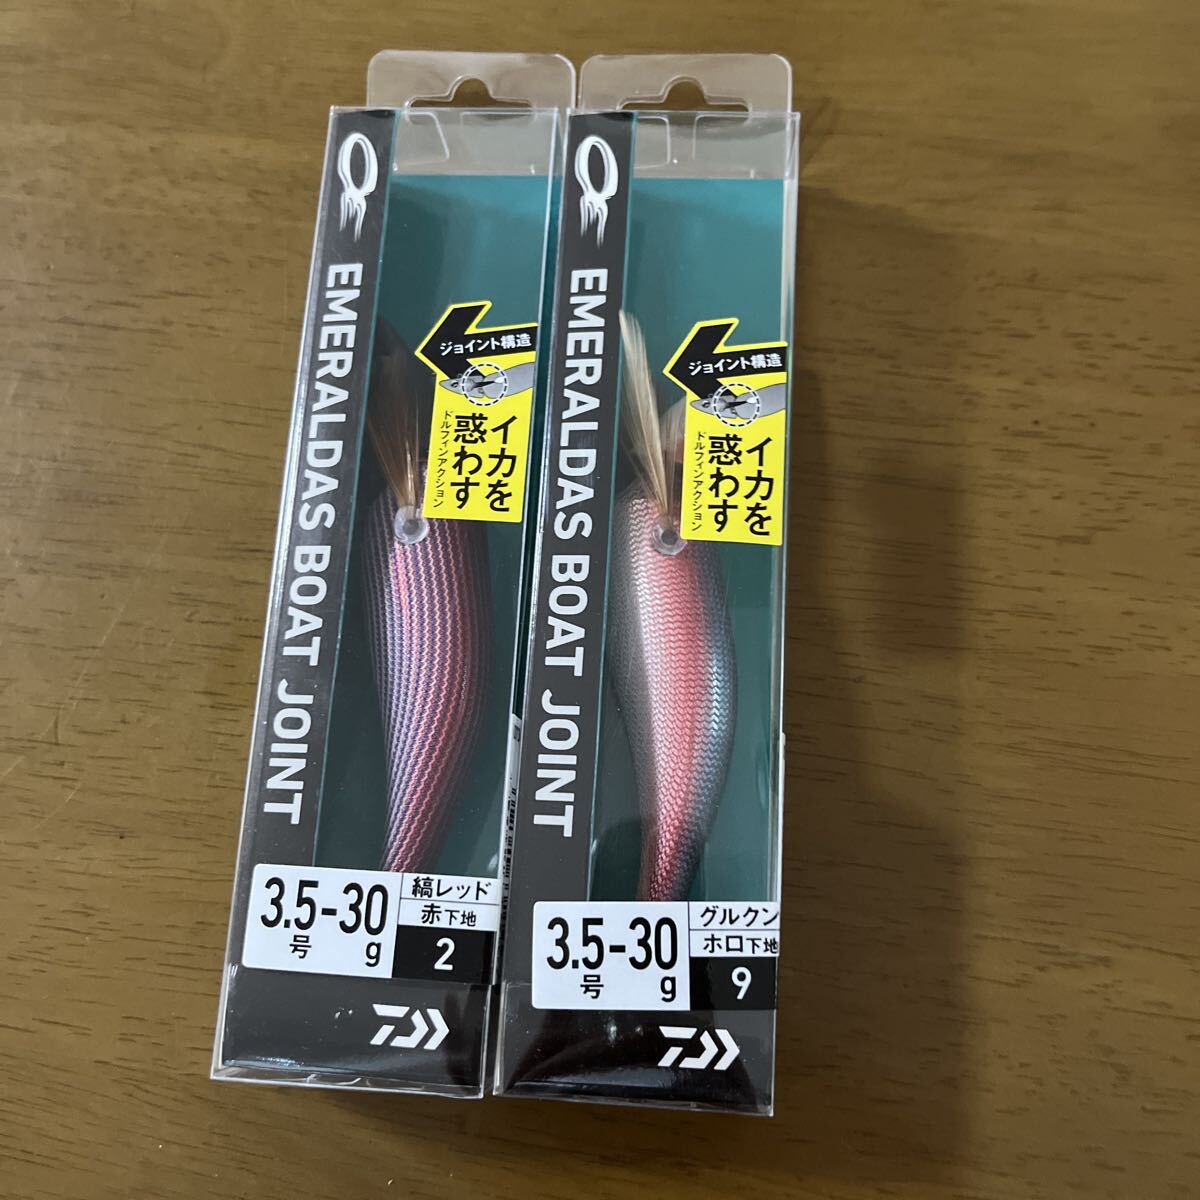 EMERALDAS BOAT JOINT
ジョイント構造
イカを
惑わす
ドルフィンアクション
3.5-30
号 g
縞レッド
赤下地
2
EMERALDAS BOAT JOINT
ジョイント構造
イカを
惑わす
ドルフィンアクション
3.5-30
号 g
グルクン
ホロ下地
9